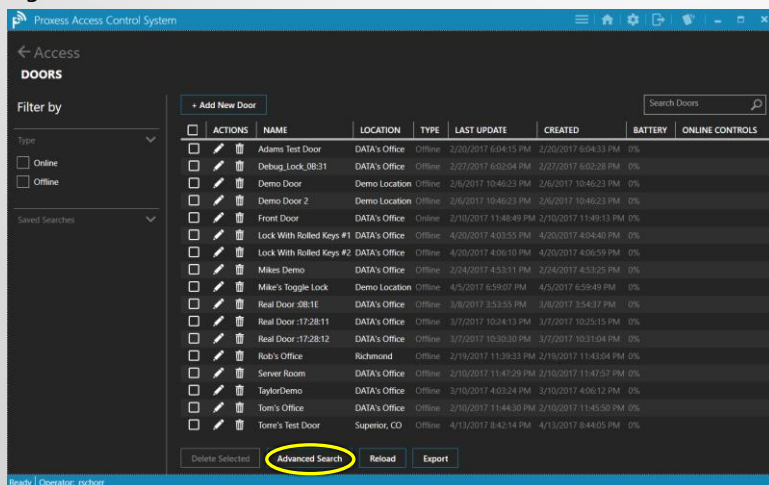 Proxess Access Control System
Access
DOORS
Filter by
Type
Online
Offline
Saved Searches
+ Add New Door
Search Doors
ACTIONS NAME LOCATION TYPE LAST UPDATE CREATED BATTERY ONLINE CONTROLS
Adams Test Door DATA's Office Offline 2/20/2017 6:04:15 PM 2/20/2017 6:04:33 PM 0%
Debug_Lock_08:31 DATA's Office Offline 2/27/2017 6:02:04 PM 2/27/2017 6:02:28 PM 0%
Demo Door Demo Location Offline 2/6/2017 10:46:23 PM 2/6/2017 10:46:23 PM 0%
Demo Door 2 Demo Location Offline 2/6/2017 10:46:23 PM 2/6/2017 10:46:23 PM 0%
Front Door DATA's Office Online 2/10/2017 11:48:49 PM 2/10/2017 11:49:13 PM 0%
Lock With Rolled Keys #1 DATA's Office Offline 4/20/2017 4:03:55 PM 4/20/2017 4:04:40 PM 0%
Lock With Rolled Keys #2 DATA's Office Offline 4/20/2017 4:06:10 PM 4/20/2017 4:06:59 PM 0%
Mikes Demo DATA's Office Offline 2/24/2017 4:53:11 PM 2/24/2017 4:53:25 PM 0%
Mike's Toggle Lock Demo Location Offline 4/5/2017 6:59:07 PM 4/5/2017 6:59:49 PM 0%
Real Door :08:1E DATA's Office Offline 3/8/2017 3:53:55 PM 3/8/2017 3:54:37 PM 0%
Real Door :17:28:11 DATA's Office Offline 3/7/2017 10:24:13 PM 3/7/2017 10:25:15 PM 0%
Real Door :17:28:12 DATA's Office Offline 3/7/2017 10:30:30 PM 3/7/2017 10:31:04 PM 0%
Rob's Office Richmond Offline 2/19/2017 11:39:33 PM 2/19/2017 11:43:04 PM 0%
Server Room DATA's Office Offline 2/10/2017 11:47:29 PM 2/10/2017 11:47:57 PM 0%
TaylorDemo DATA's Office Offline 3/10/2017 4:03:24 PM 3/10/2017 4:06:12 PM 0%
Tom's Office DATA's Office Offline 2/10/2017 11:44:30 PM 2/10/2017 11:45:50 PM 0%
Torre's Test Door Superior, CO Offline 4/13/2017 8:42:14 PM 4/13/2017 8:44:05 PM 0%
Delete Selected Advanced Search Reload Export
Ready Operator: rschorr